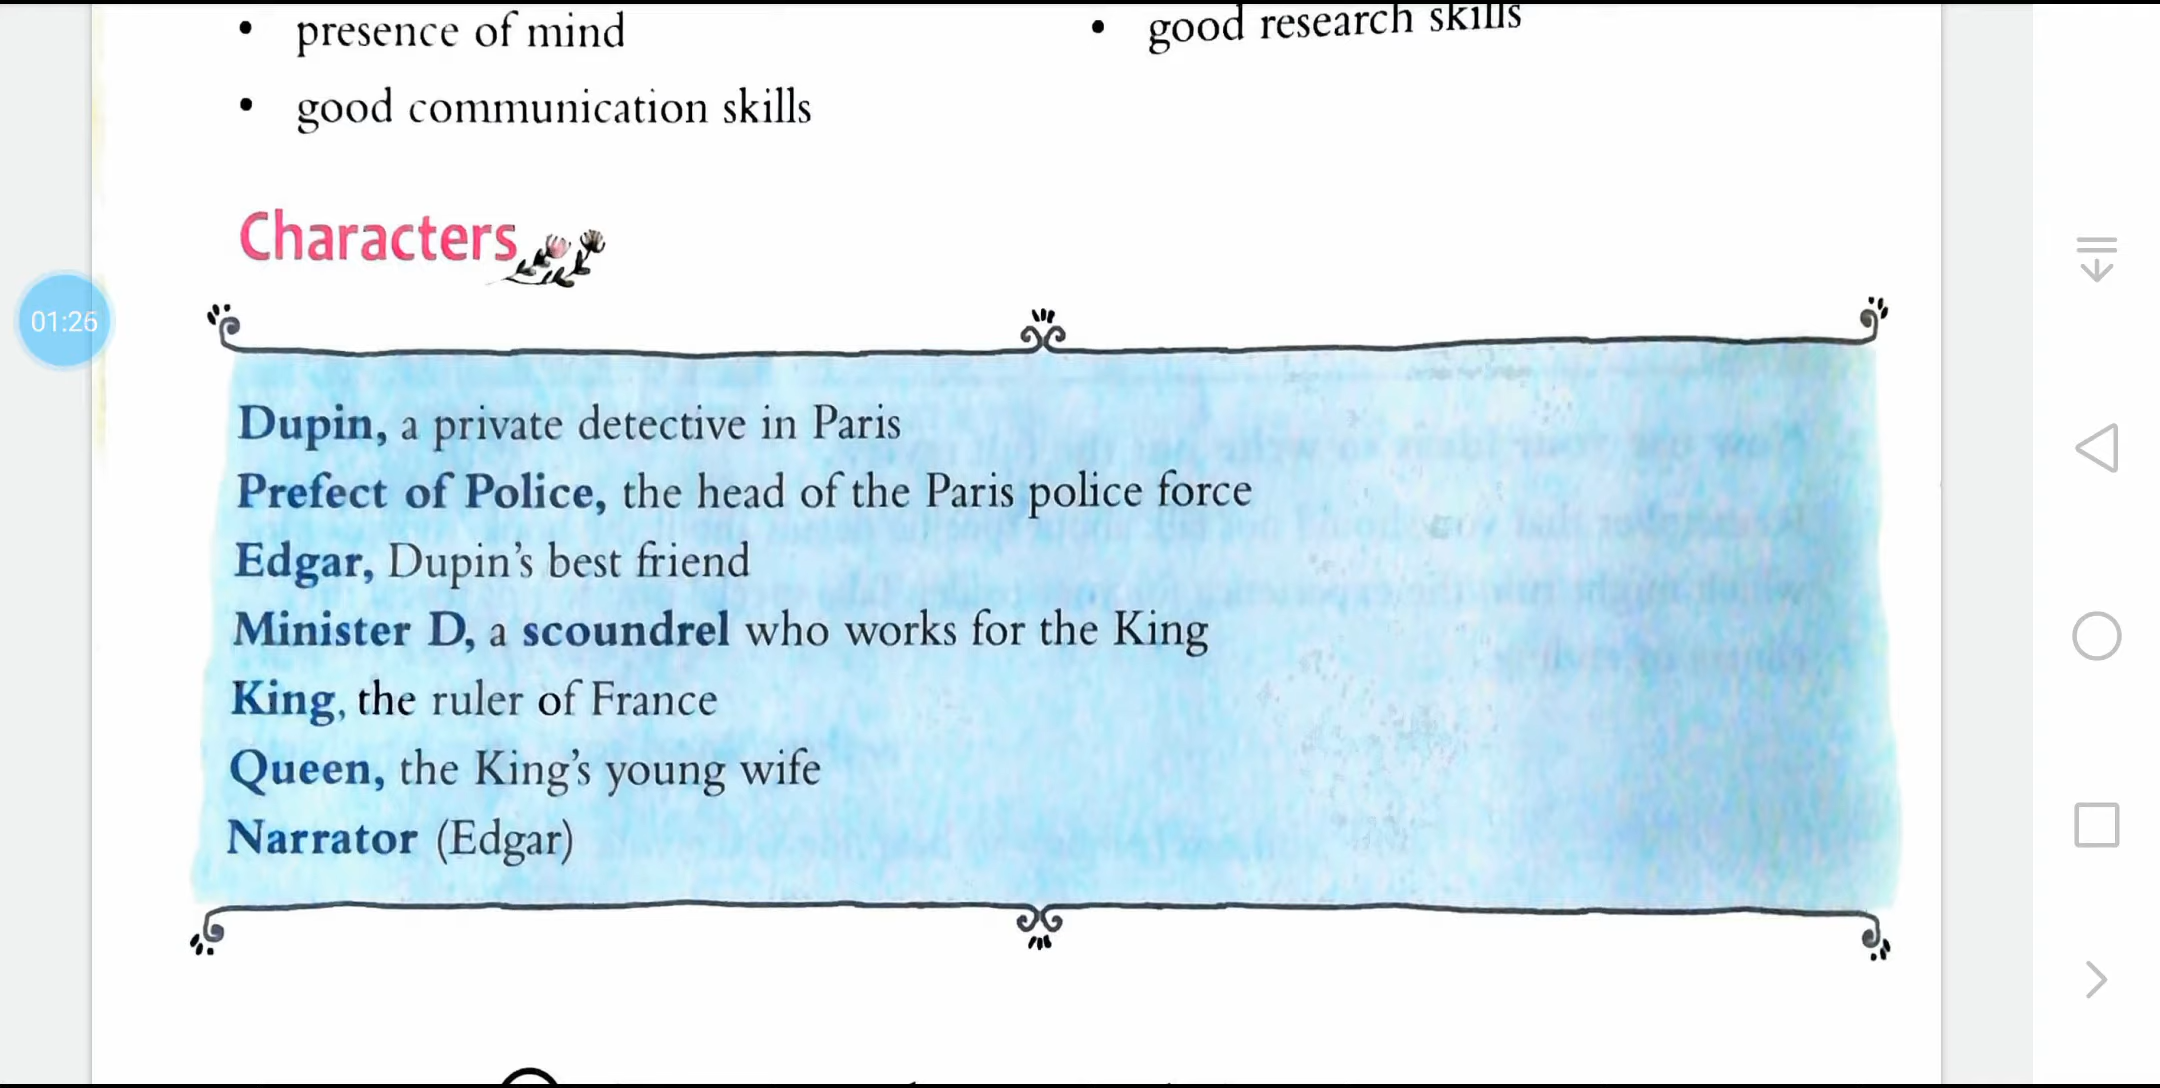 presence of mind
good research skills
good communication skills
Characters
01:26
Dupin, a private detective in Paris
Prefect of Police, the head of the Paris police force
Edgar, Dupin's best friend
Minister D, a scoundrel who works for the King
King, the ruler of France
Queen, the King's young wife
Narrator (Edgar)